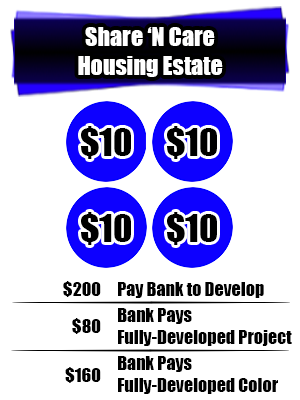 Share ‘N Care
Housing Estate
$10 $10
$10 $10
$200 Pay Bank to Develop
$80 Bank Pays
Fully-Developed Project
$160 Bank Pays
Fully-Developed Color